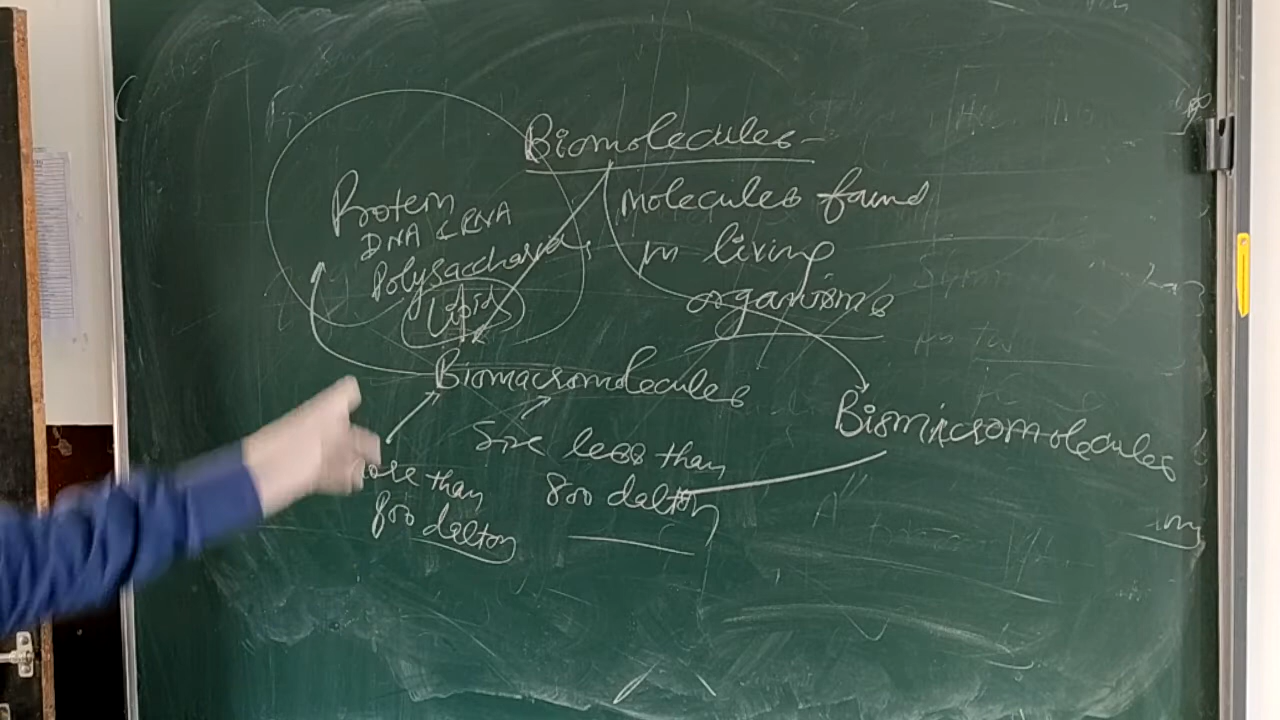 Biomolecules -
Molecules found
in living
organisms
Protein
DNA & RNA
Polysaccharides
Lipid
Biomacromolecules
Biomicromolecules
Size less than
800 dalton
more than
800 dalton